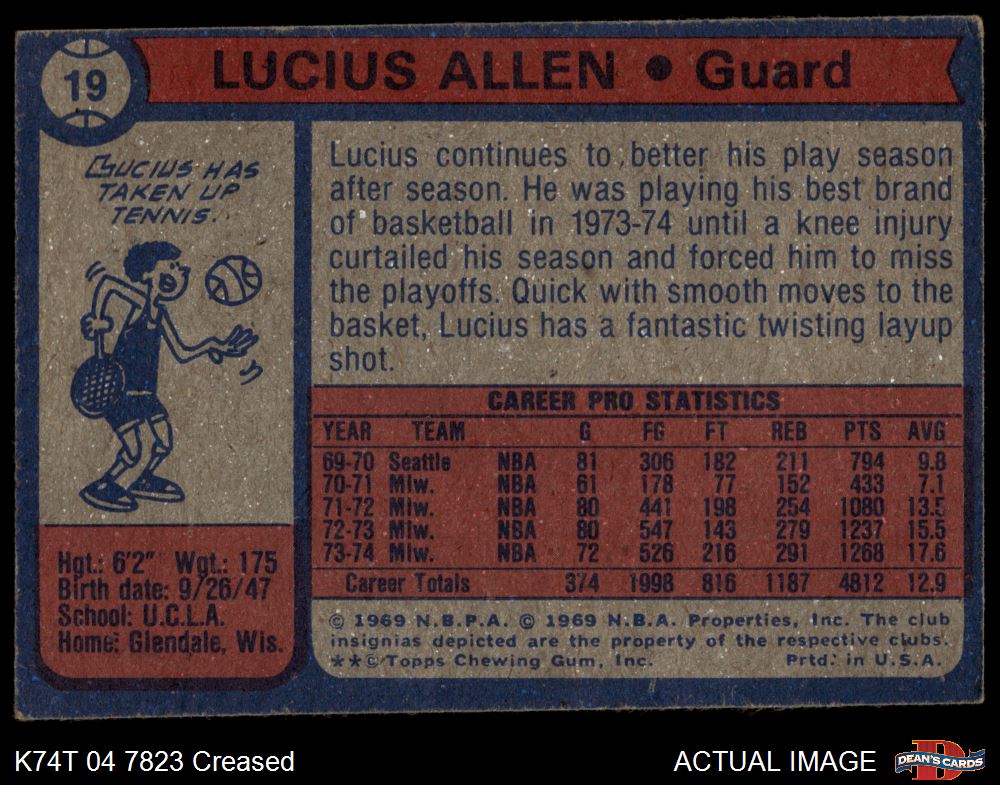 19
LUCIUS ALLEN • Guard
LUCIUS HAS
TAKEN UP
TENNIS.
Lucius continues to better his play season
after season. He was playing his best brand
of basketball in 1973-74 until a knee injury
curtailed his season and forced him to miss
the playoffs. Quick with smooth moves to the
basket, Lucius has a fantastic twisting layup
shot.
CAREER PRO STATISTICS
YEAR TEAM G FG FT REB PTS AVG
69-70 Seattle NBA 81 306 182 211 794 9.8
70-71 Mlw. NBA 61 178 77 152 433 7.1
71-72 Mlw. NBA 80 441 198 254 1080 13.5
72-73 Mlw. NBA 80 547 143 279 1237 15.5
73-74 Mlw. NBA 72 526 216 291 1268 17.6
Career Totals 374 1998 816 1187 4812 12.9
Hgt.: 6'2" Wgt.: 175
Birth date: 9/26/47
School: U.C.L.A.
Home: Glendale, Wis.
© 1969 N.B.P.A. © 1969 N.B.A. Properties, Inc. The club
insignias depicted are the property of the respective clubs.
**© Topps Chewing Gum, Inc. Prtd. in U.S.A.
K74T 04 7823 Creased
ACTUAL IMAGE
D
DEAN'S CARDS